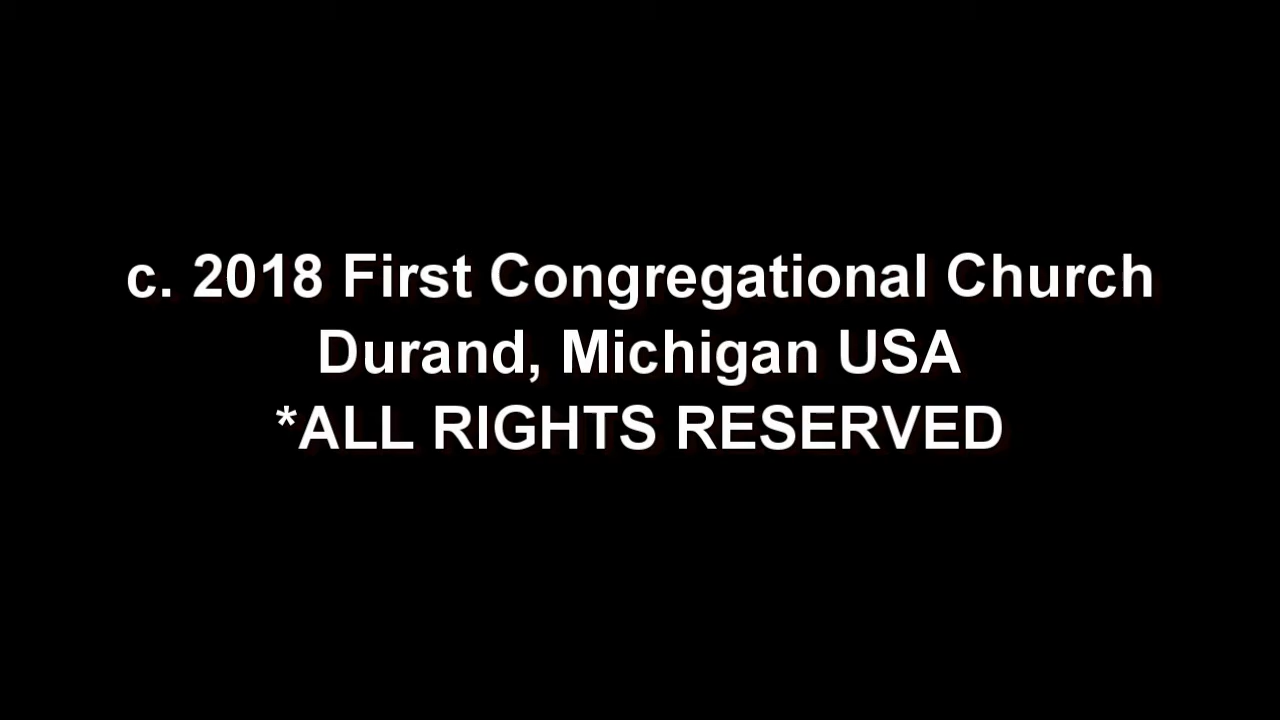 c. 2018 First Congregational Church
Durand, Michigan USA
*ALL RIGHTS RESERVED